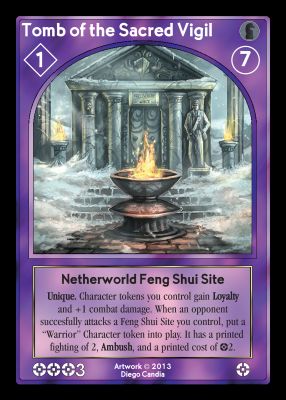 Tomb of the Sacred Vigil
1
7
Netherworld Feng Shui Site
Unique. Character tokens you control gain Loyalty
and +1 combat damage. When an opponent
succesfully attacks a Feng Shui Site you control, put a
"Warrior" Character token into play. It has a printed
fighting of 2, Ambush, and a printed cost of 2.
3
Artwork © 2013
Diego Candia